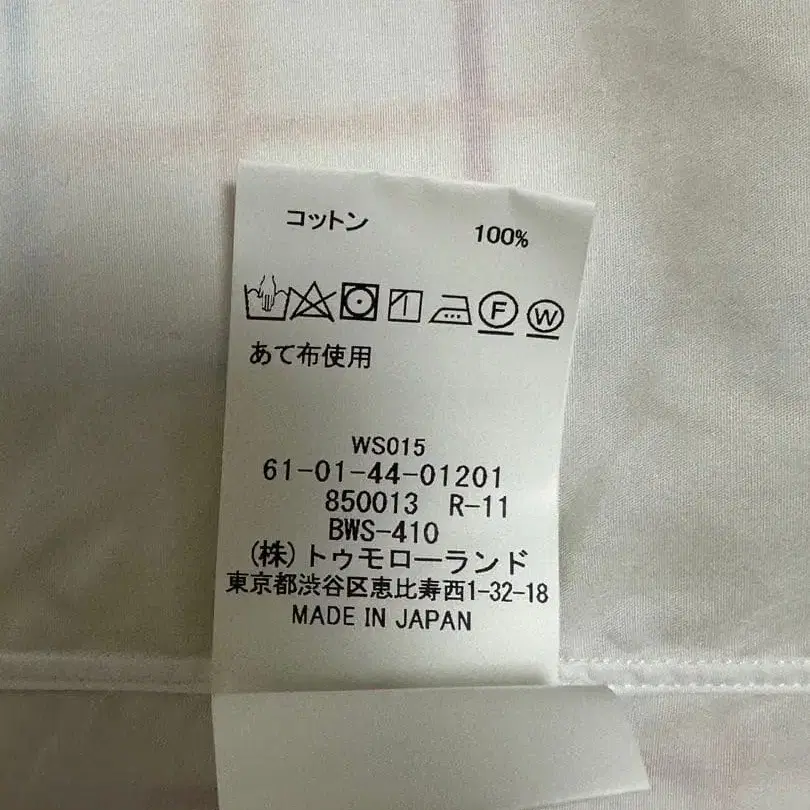 コットン 100%
F W
あて布使用
WS015
61-01-44-01201
850013 R-11
BWS-410
(株)トゥモローランド
東京都渋谷区恵比寿西1-32-18
MADE IN JAPAN